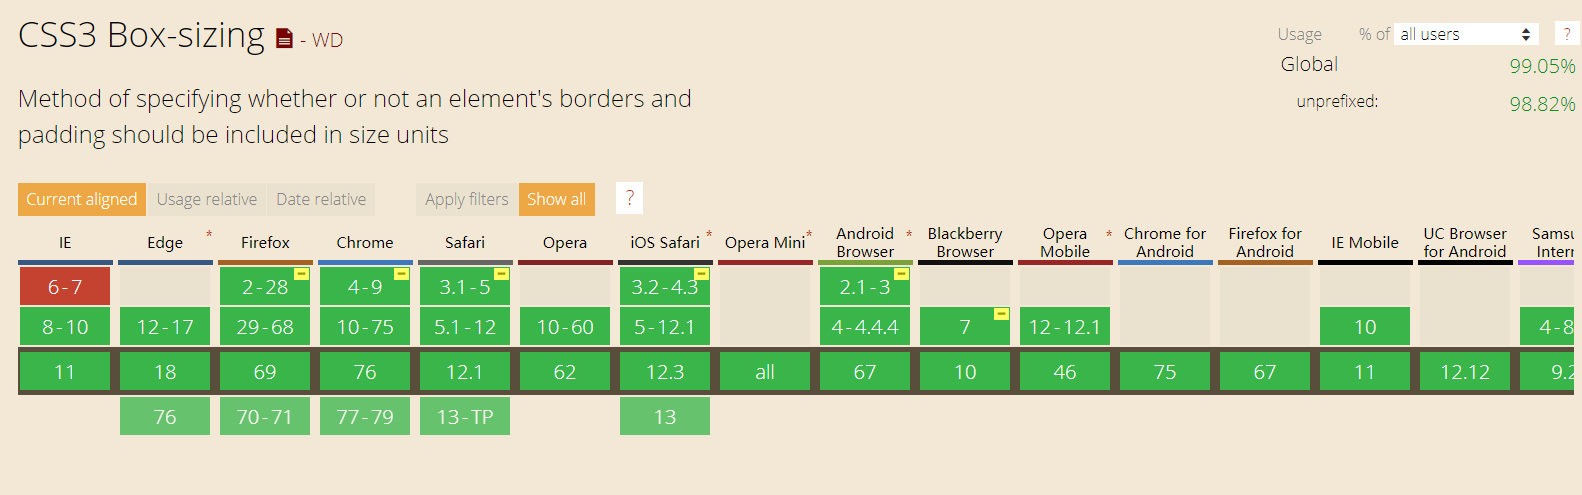 CSS3 Box-sizing - WD
Usage % of all users ?
Global 99.05%
unprefixed: 98.82%
Method of specifying whether or not an element's borders and
padding should be included in size units
Current aligned Usage relative Date relative Apply filters Show all ?
IE Edge * Firefox Chrome Safari Opera iOS Safari * Opera Mini * Android Browser * Blackberry Browser Opera Mobile * Chrome for Android Firefox for Android IE Mobile UC Browser for Android Samsu Intern
6-7 2-28 4-9 3.1-5 3.2-4.3 2.1-3
8-10 12-17 29-68 10-75 5.1-12 10-60 5-12.1 4-4.4.4 7 12-12.1 10 4-8
11 18 69 76 12.1 62 12.3 all 67 10 46 75 67 11 12.12 9.2
76 70-71 77-79 13-TP 13